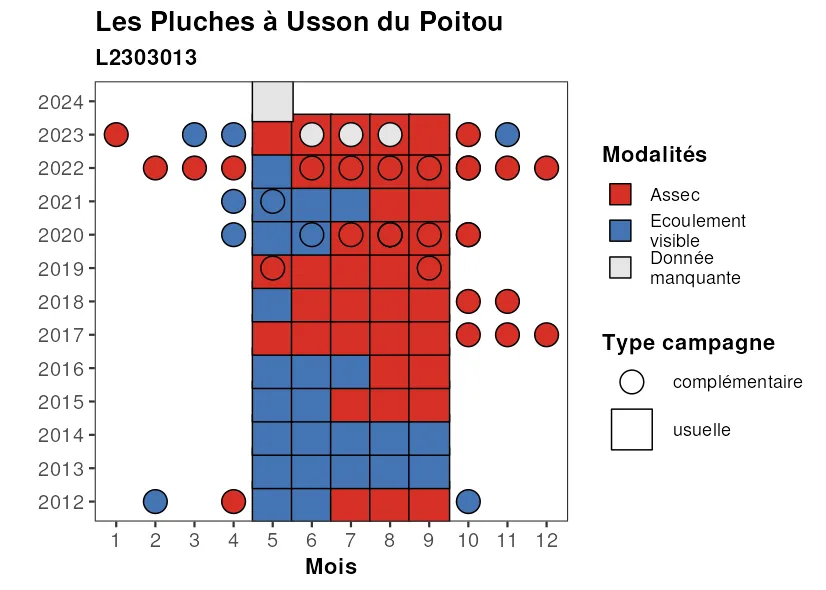 Les Pluches à Usson du Poitou
L2303013
2024
2023
2022
2021
2020
2019
2018
2017
2016
2015
2014
2013
2012
1 2 3 4 5 6 7 8 9 10 11 12
Mois
Modalités
Assec
Ecoulement
visible
Donnée
manquante
Type campagne
complémentaire
usuelle